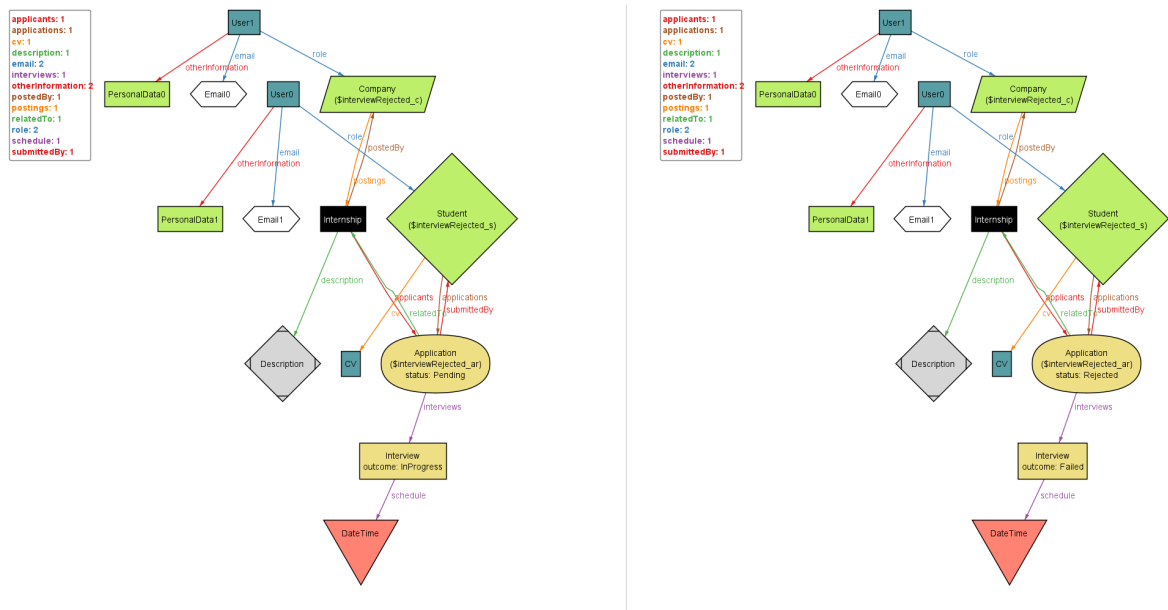 applicants: 1
applications: 1
cv: 1
description: 1
email: 2
interviews: 1
otherInformation: 2
postedBy: 1
postings: 1
relatedTo: 1
role: 2
schedule: 1
submittedBy: 1
User1
email
role
otherInformation
PersonalData0
Email0
User0
Company
($interviewRejected_c)
role
email
postedBy
otherInformation
postings
PersonalData1
Email1
Internship
Student
($interviewRejected_s)
description
applicants
applications
cv
relatedTo
submittedBy
Description
CV
Application
($interviewRejected_ar)
status: Pending
interviews
Interview
outcome: InProgress
schedule
DateTime
applicants: 1
applications: 1
cv: 1
description: 1
email: 2
interviews: 1
otherInformation: 2
postedBy: 1
postings: 1
relatedTo: 1
role: 2
schedule: 1
submittedBy: 1
User1
email
role
otherInformation
PersonalData0
Email0
User0
Company
($interviewRejected_c)
role
email
postedBy
otherInformation
postings
PersonalData1
Email1
Internship
Student
($interviewRejected_s)
description
applicants
applications
cv
relatedTo
submittedBy
Description
CV
Application
($interviewRejected_ar)
status: Rejected
interviews
Interview
outcome: Failed
schedule
DateTime